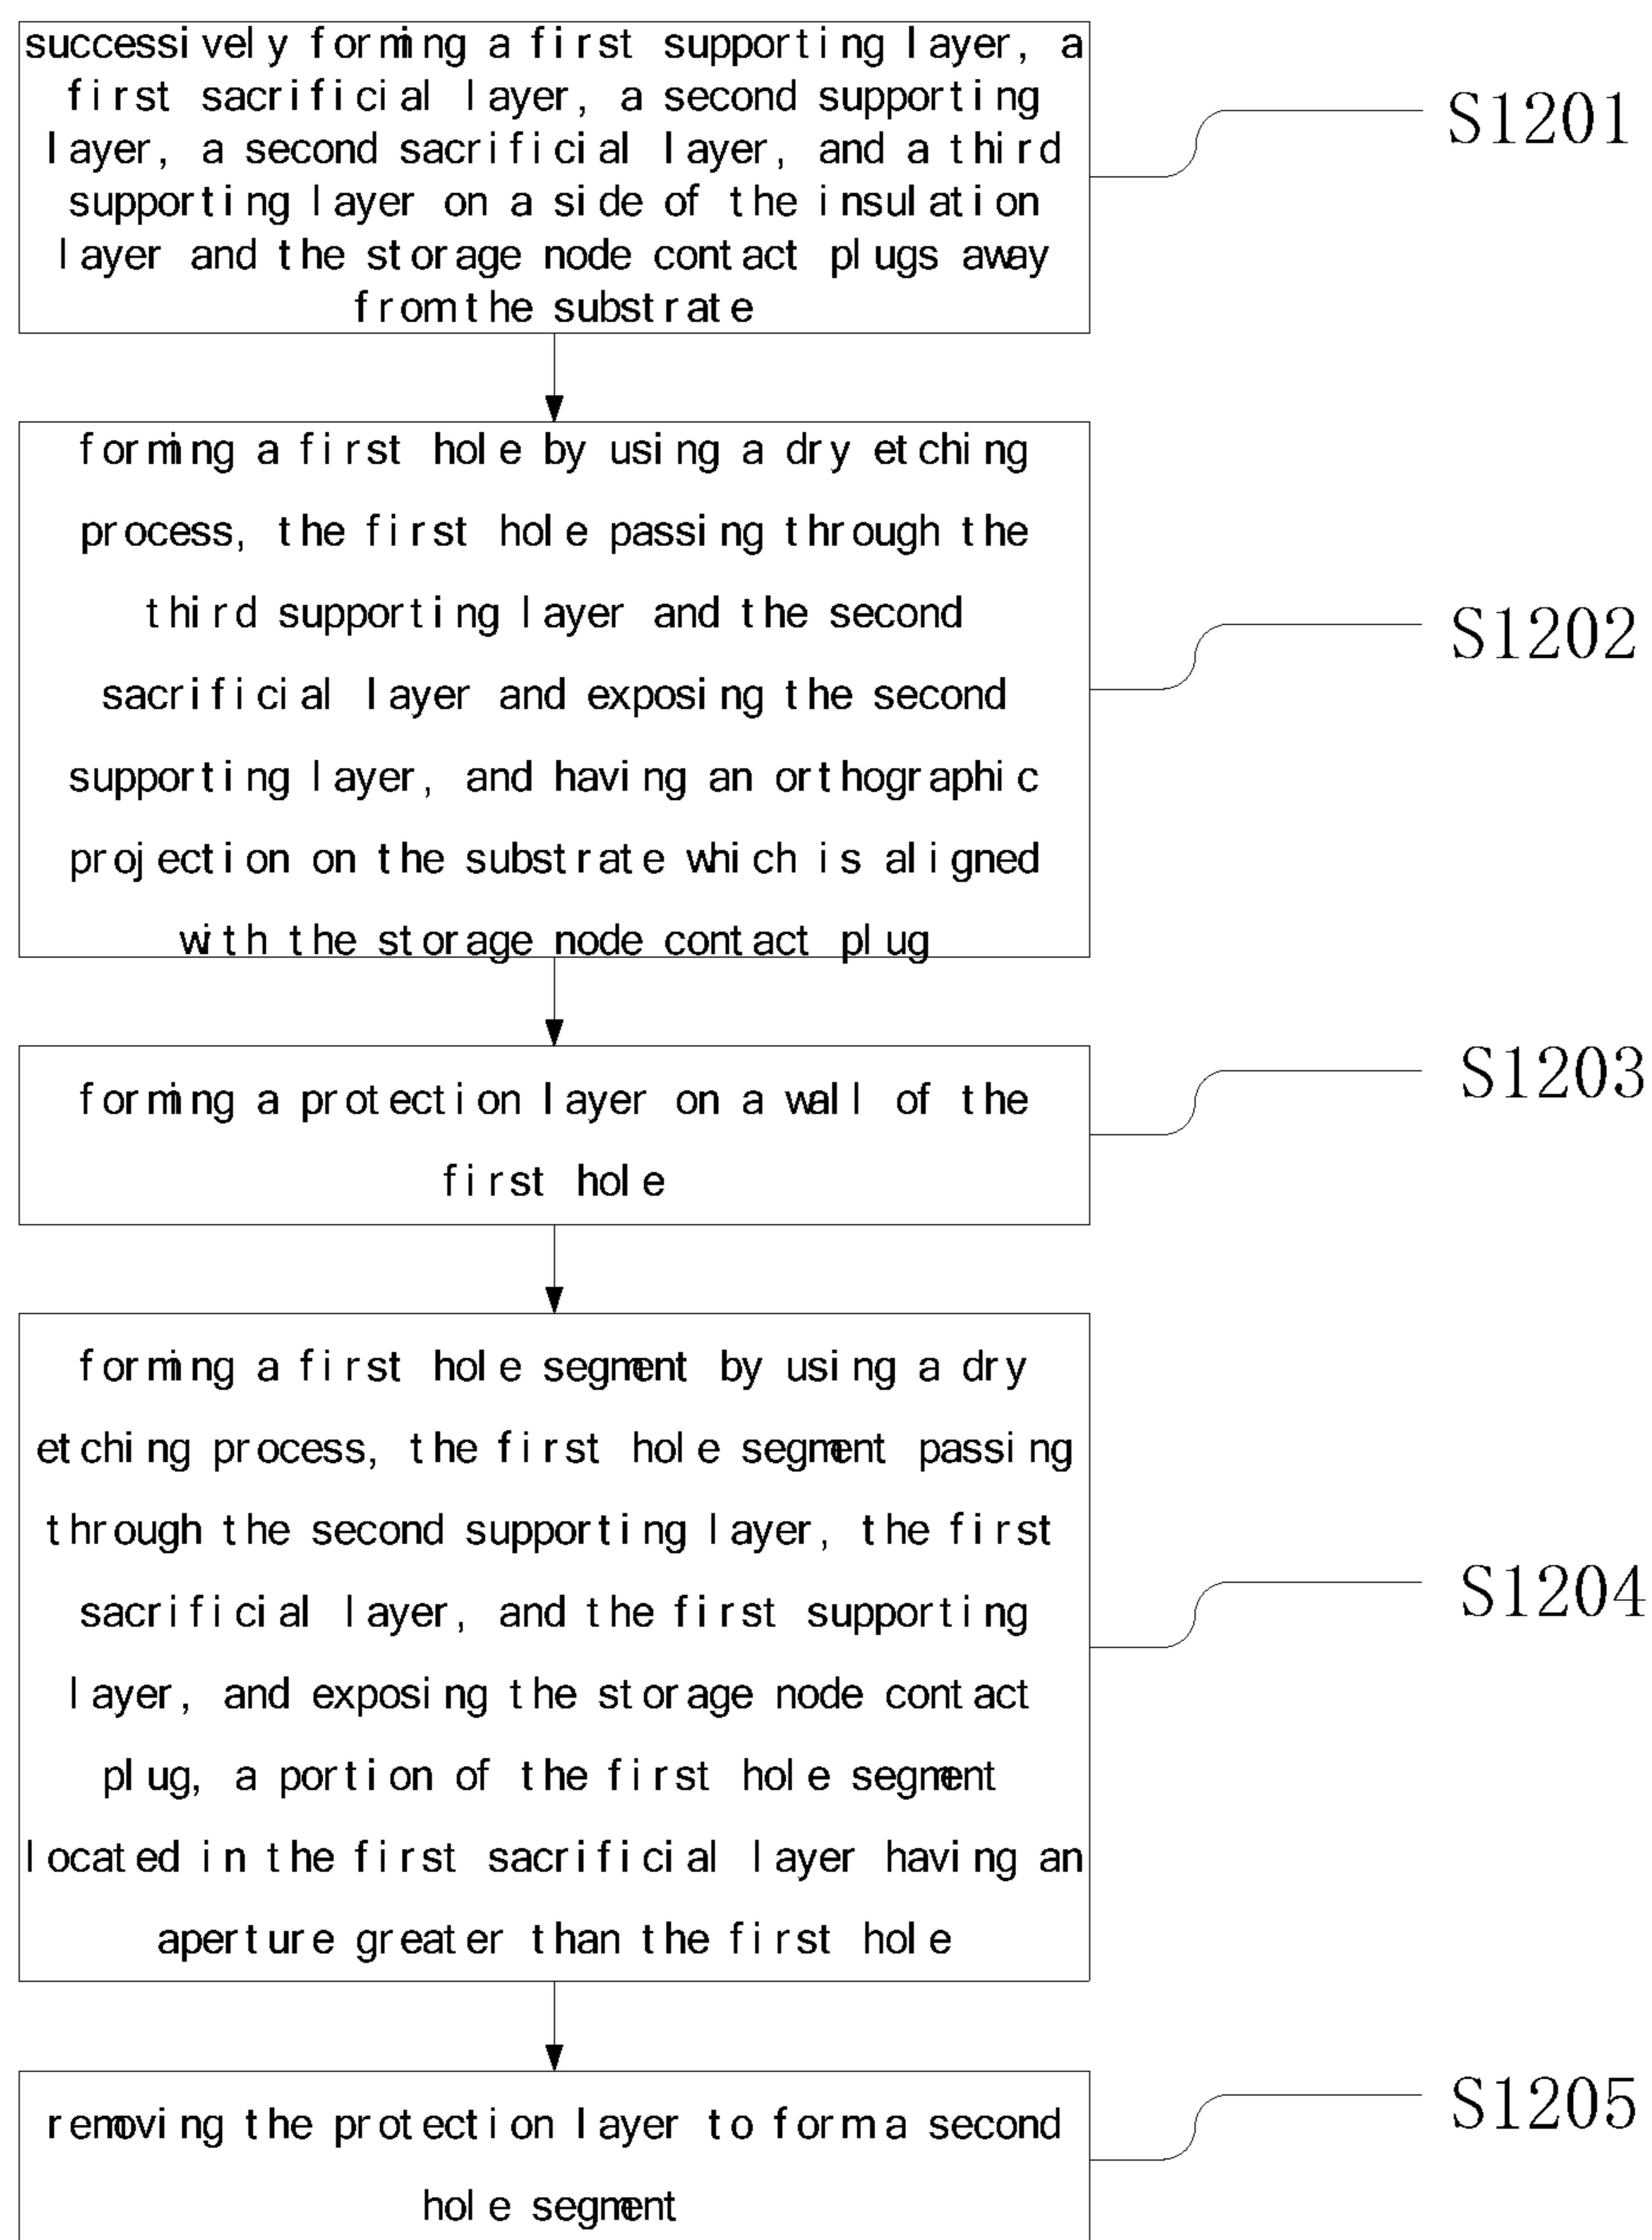 successively forming a first supporting layer, a
first sacrificial layer, a second supporting
layer, a second sacrificial layer, and a third
supporting layer on a side of the insulation
layer and the storage node contact plugs away
from the substrate
S1201
forming a first hole by using a dry etching
process, the first hole passing through the
third supporting layer and the second
sacrificial layer and exposing the second
supporting layer, and having an orthographic
projection on the substrate which is aligned
with the storage node contact plug
S1202
forming a protection layer on a wall of the
first hole
S1203
forming a first hole segment by using a dry
etching process, the first hole segment passing
through the second supporting layer, the first
sacrificial layer, and the first supporting
layer, and exposing the storage node contact
plug, a portion of the first hole segment
located in the first sacrificial layer having an
aperture greater than the first hole
S1204
removing the protection layer to form a second
hole segment
S1205